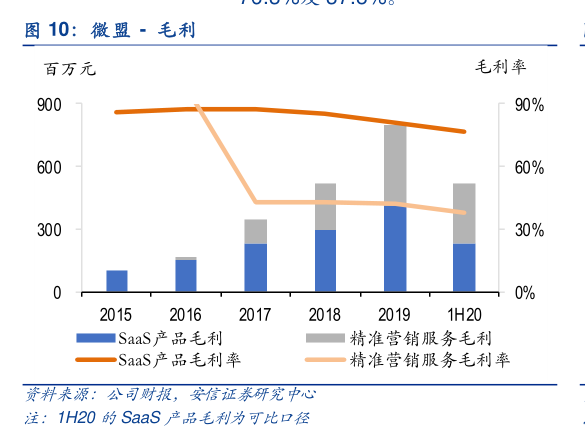 图 10：微盟 - 毛利
百万元
毛利率
900
90%
600
60%
300
30%
0
0%
2015 2016 2017 2018 2019 1H20
SaaS产品毛利 精准营销服务毛利
SaaS产品毛利率 精准营销服务毛利率
资料来源：公司财报，安信证券研究中心
注：1H20 的 SaaS 产品毛利为可比口径